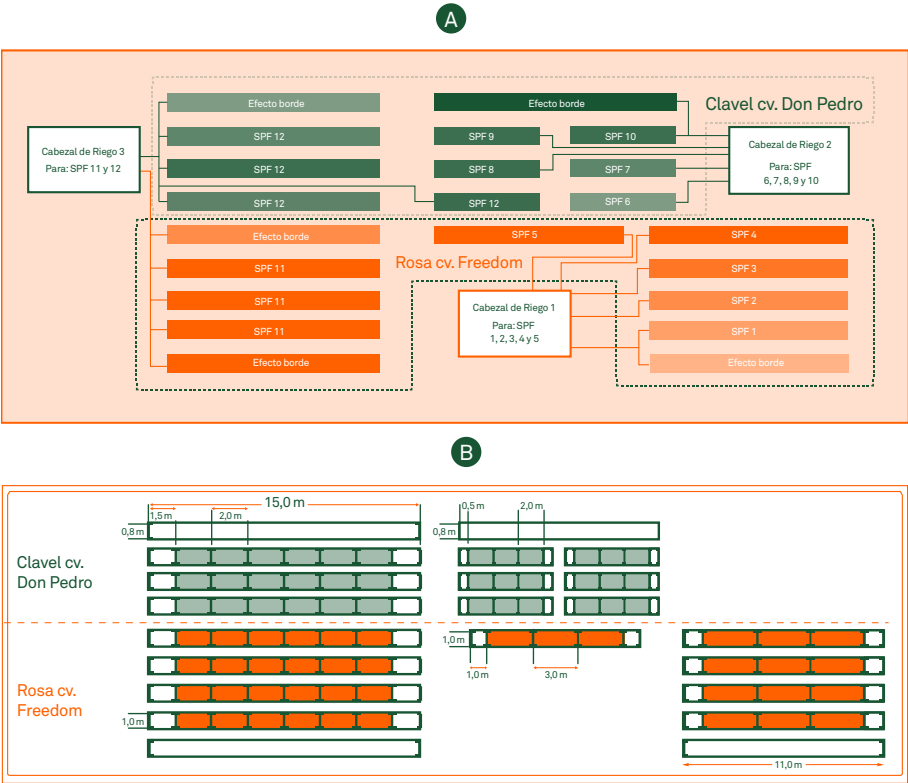 A
Efecto borde
Efecto borde
Clavel cv. Don Pedro
SPF 12
SPF 9
SPF 10
Cabezal de Riego 3
Para: SPF 11 y 12
Cabezal de Riego 2
Para: SPF
6, 7, 8, 9 y 10
SPF 12
SPF 8
SPF 7
SPF 12
SPF 12
SPF 6
Efecto borde
SPF 5
SPF 4
Rosa cv. Freedom
SPF 11
SPF 3
SPF 11
SPF 2
Cabezal de Riego 1
Para: SPF
1, 2, 3, 4 y 5
SPF 11
SPF 1
Efecto borde
Efecto borde
B
15,0 m
1,5 m
2,0 m
0,5 m
2,0 m
0,8 m
0,8 m
Clavel cv.
Don Pedro
1,0 m
1,0 m
3,0 m
Rosa cv.
Freedom
1,0 m
11,0 m